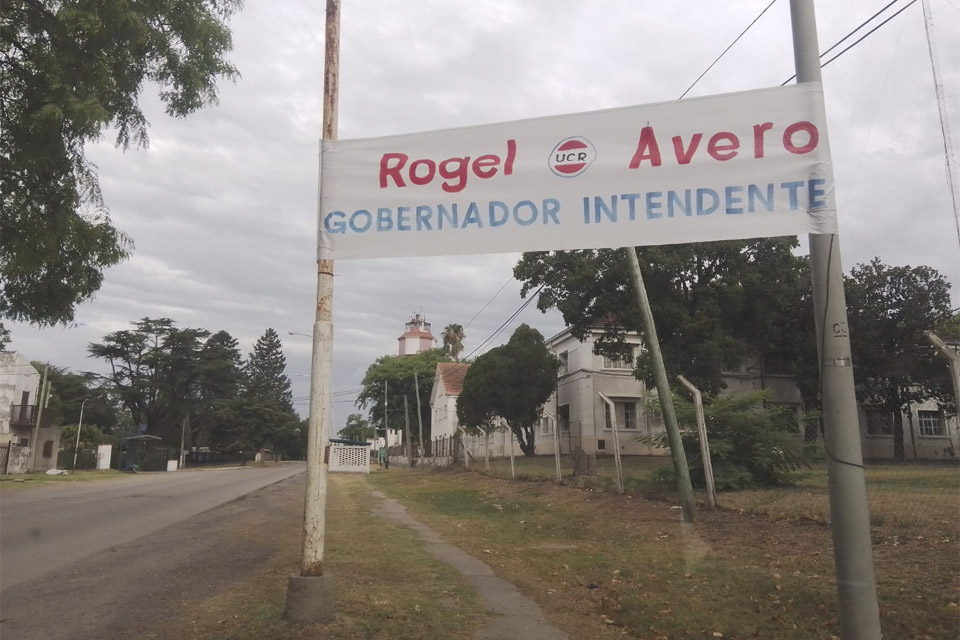 Rogel UCR Avero
GOBERNADOR INTENDENTE